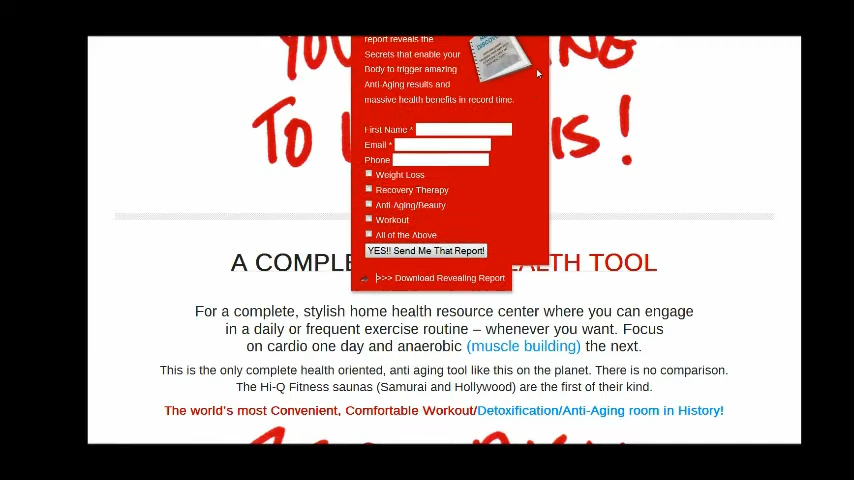 report reveals the
Secrets that enable your
Body to trigger amazing
Anti-Aging results and
massive health benefits in record time.
YOU
NG
TO
IS!
First Name *
Email *
Phone
Weight Loss
Recovery Therapy
Anti-Aging/Beauty
Workout
All of the Above
YES!! Send Me That Report!
>>> Download Revealing Report
A COMPLE
ALTH TOOL
For a complete, stylish home health resource center where you can engage
in a daily or frequent exercise routine – whenever you want. Focus
on cardio one day and anaerobic (muscle building) the next.
This is the only complete health oriented, anti aging tool like this on the planet. There is no comparison.
The Hi-Q Fitness saunas (Samurai and Hollywood) are the first of their kind.
The world's most Convenient, Comfortable Workout/Detoxification/Anti-Aging room in History!